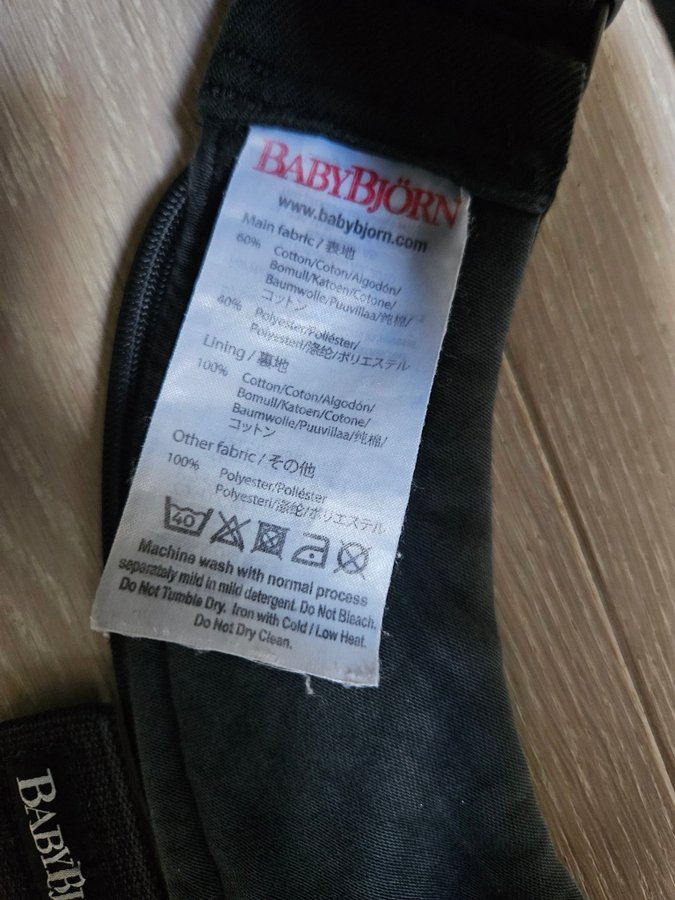 BABYBJÖRN
www.babybjorn.com
Main fabric / 表地
60% Cotton/Coton/Algodón/
Bomull/Katoen/Cotone/
Baumwolle/Puuvillaa/纯棉/
コットン
40% Polyester/Poliéster/
Polyesteri/涤纶/ポリエステル
Lining / 裏地
100% Cotton/Coton/Algodón/
Bomull/Katoen/Cotone/
Baumwolle/Puuvillaa/纯棉/
コットン
Other fabric / その他
100% Polyester/Poliéster
Polyesteri/涤纶/ポリエステル
40
Machine wash with normal process
separately mild in mild detergent. Do Not Bleach.
Do Not Tumble Dry. Iron with Cold / Low Heat.
Do Not Dry Clean.
BABYBJ